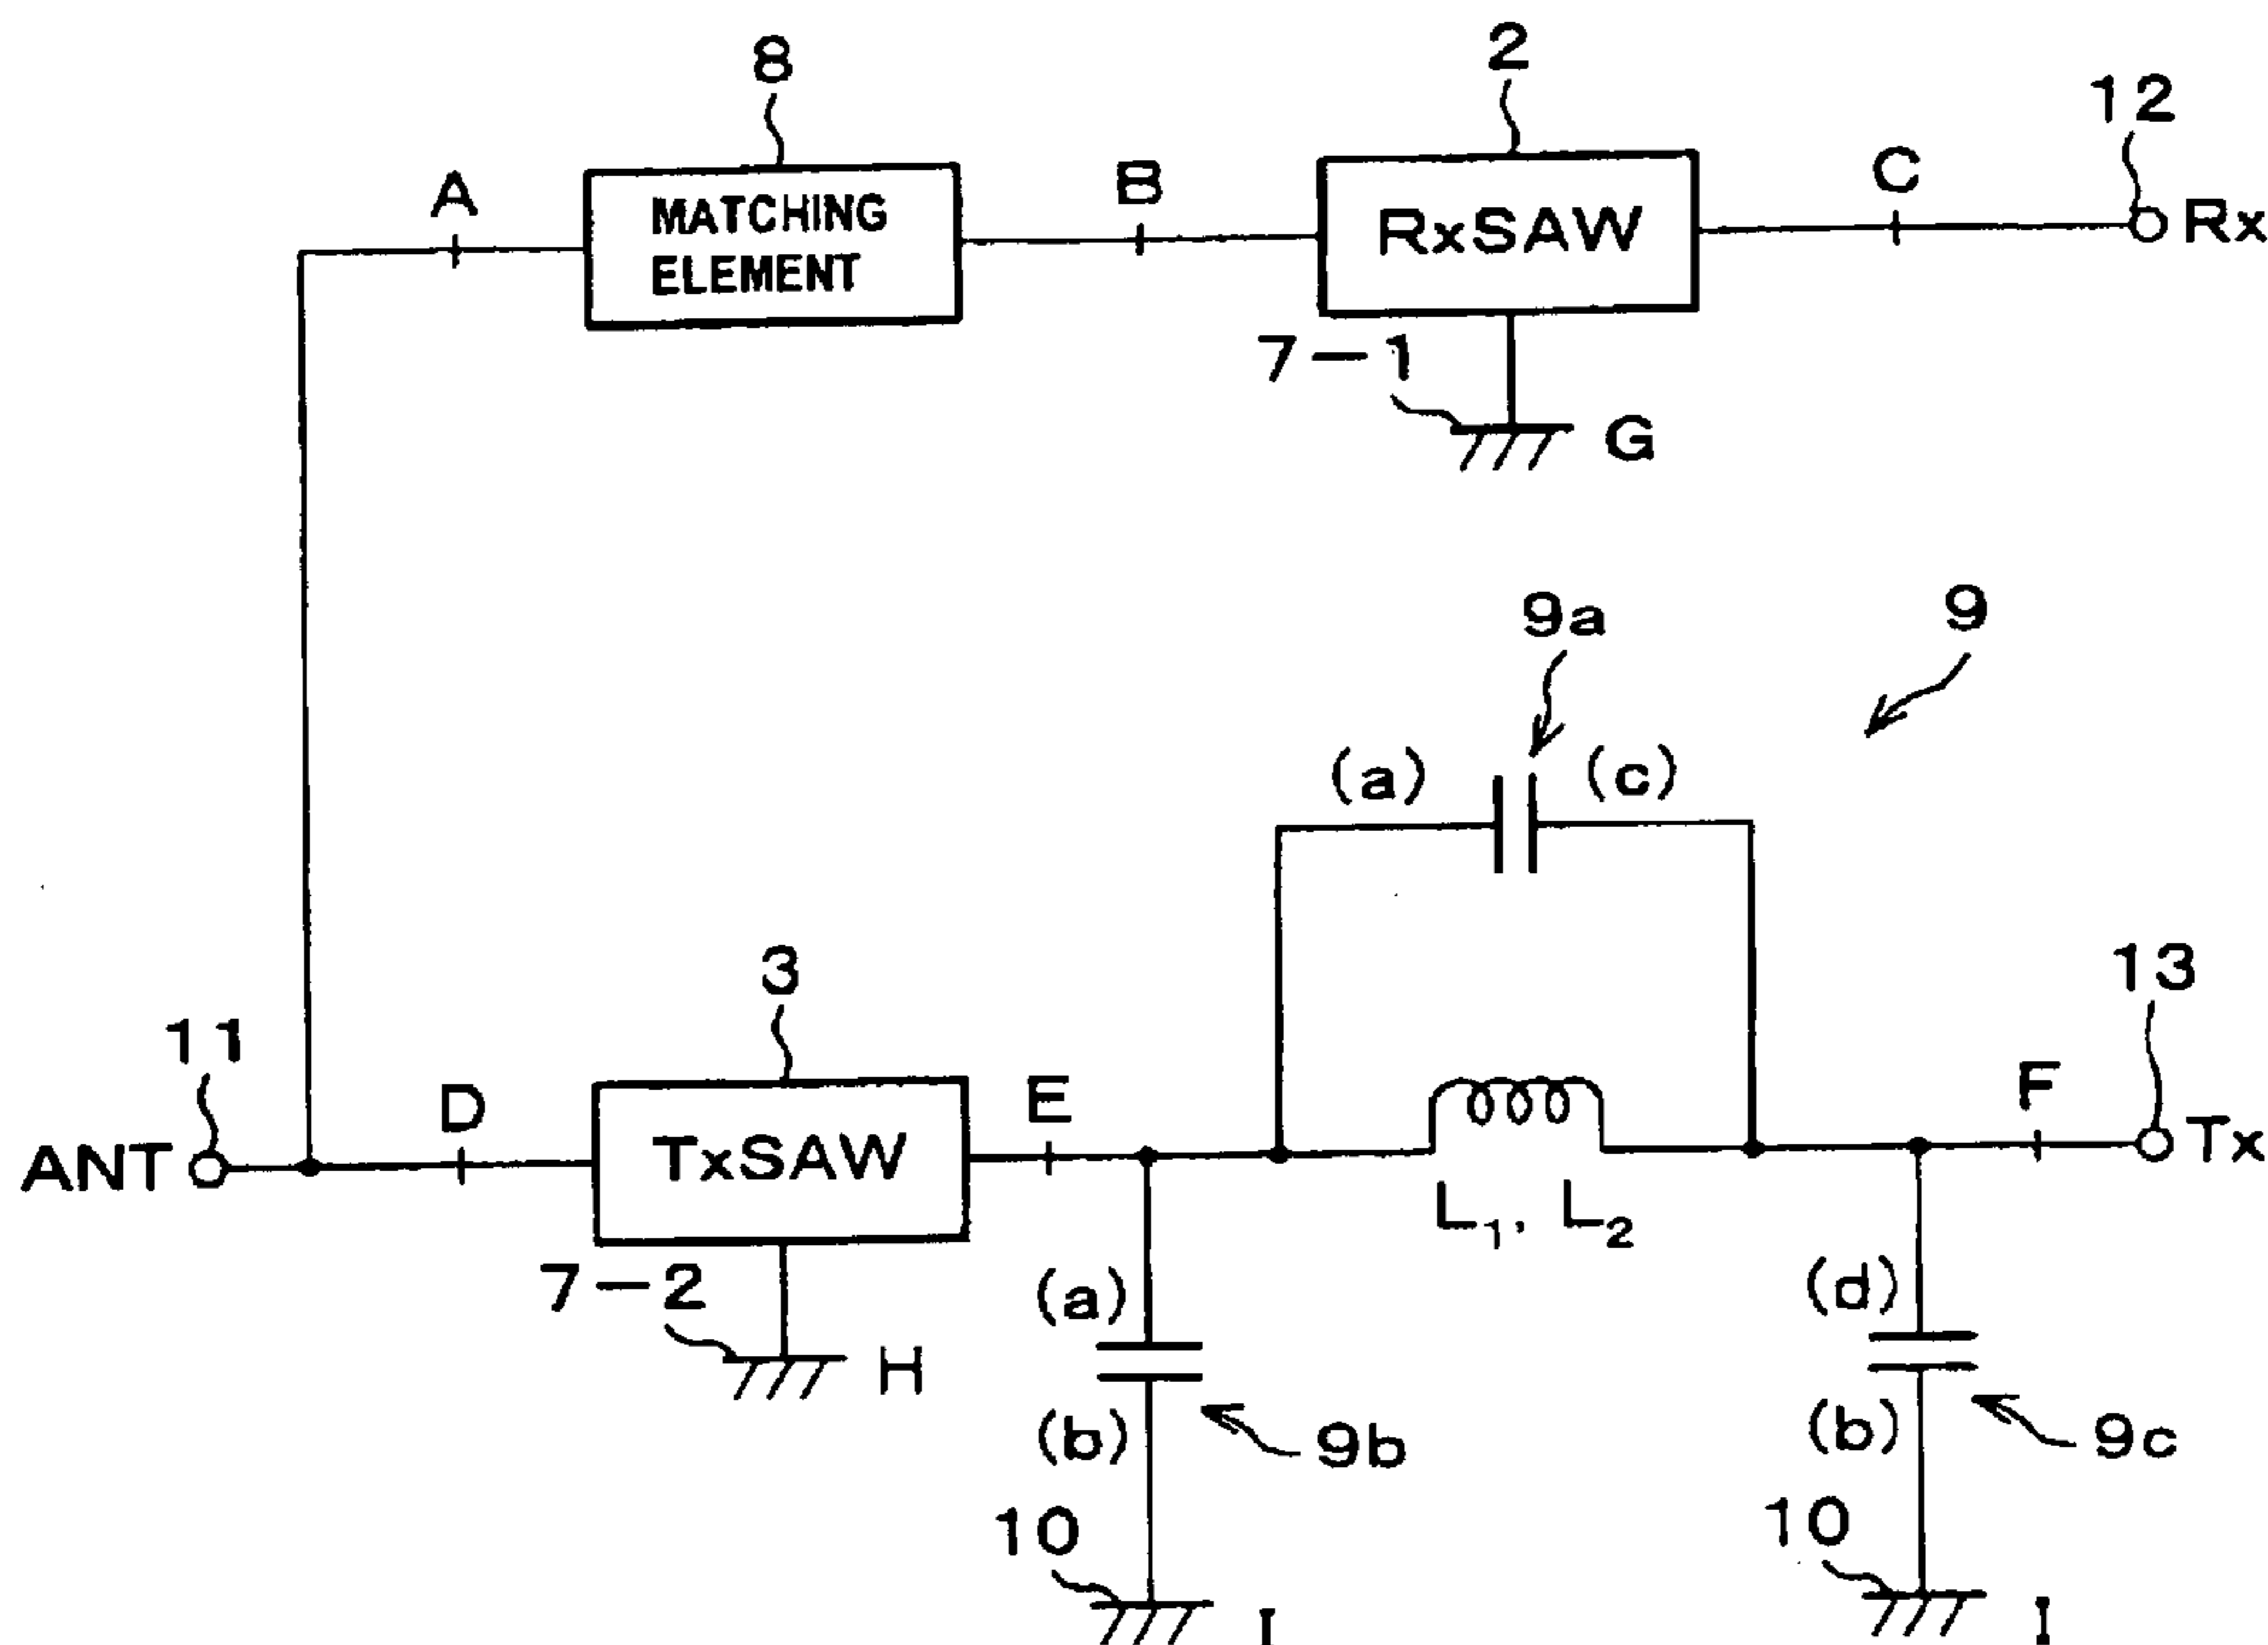 8
2
12
A
B
C
MATCHING
ELEMENT
RxSAW
Rx
7-1
G
9a
9
(a)
(c)
3
13
11
D
E
F
ANT
TxSAW
Tx
L1, L2
7-2
H
(a)
(d)
(b)
9b
(b)
9c
10
10
I
I